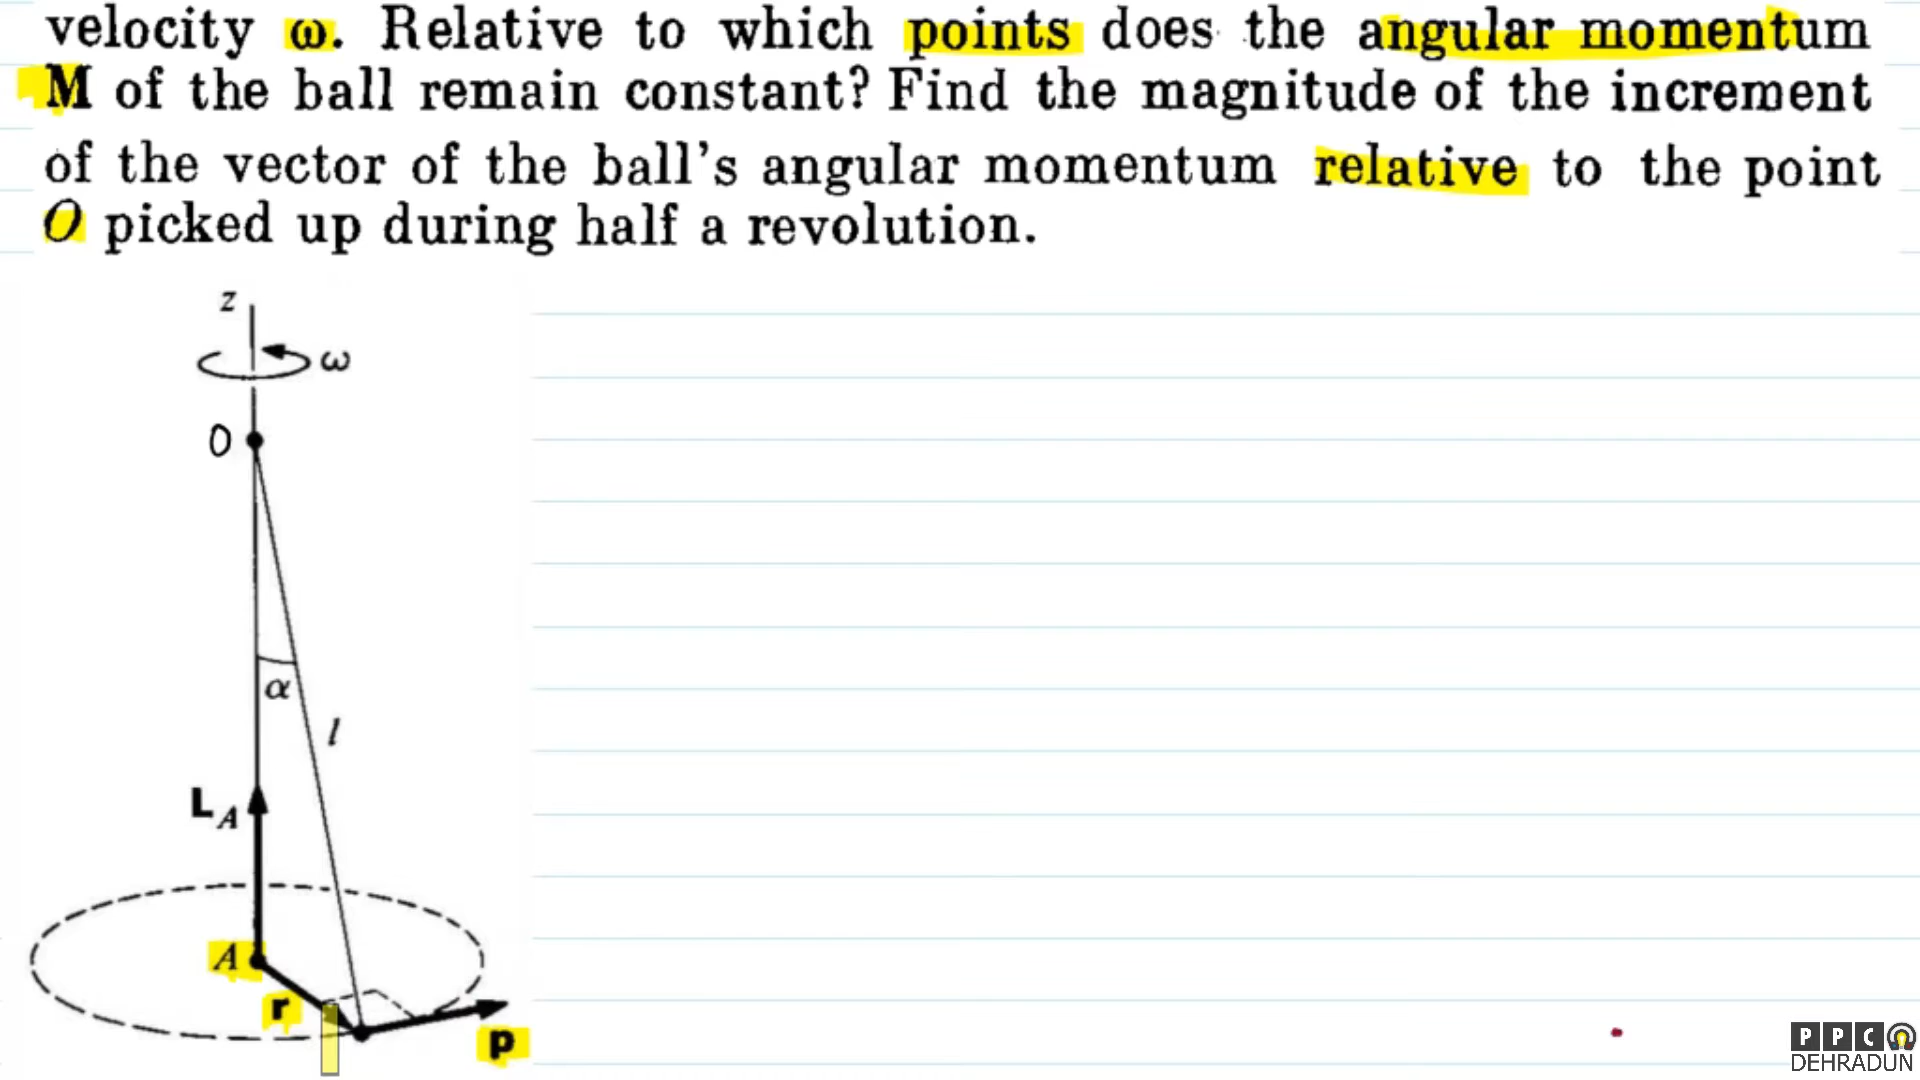 velocity ω. Relative to which points does the angular momentum
M of the ball remain constant? Find the magnitude of the increment
of the vector of the ball's angular momentum relative to the point
O picked up during half a revolution.
z
ω
O
α
l
L_A
A
r
p
PPC
DEHRADUN